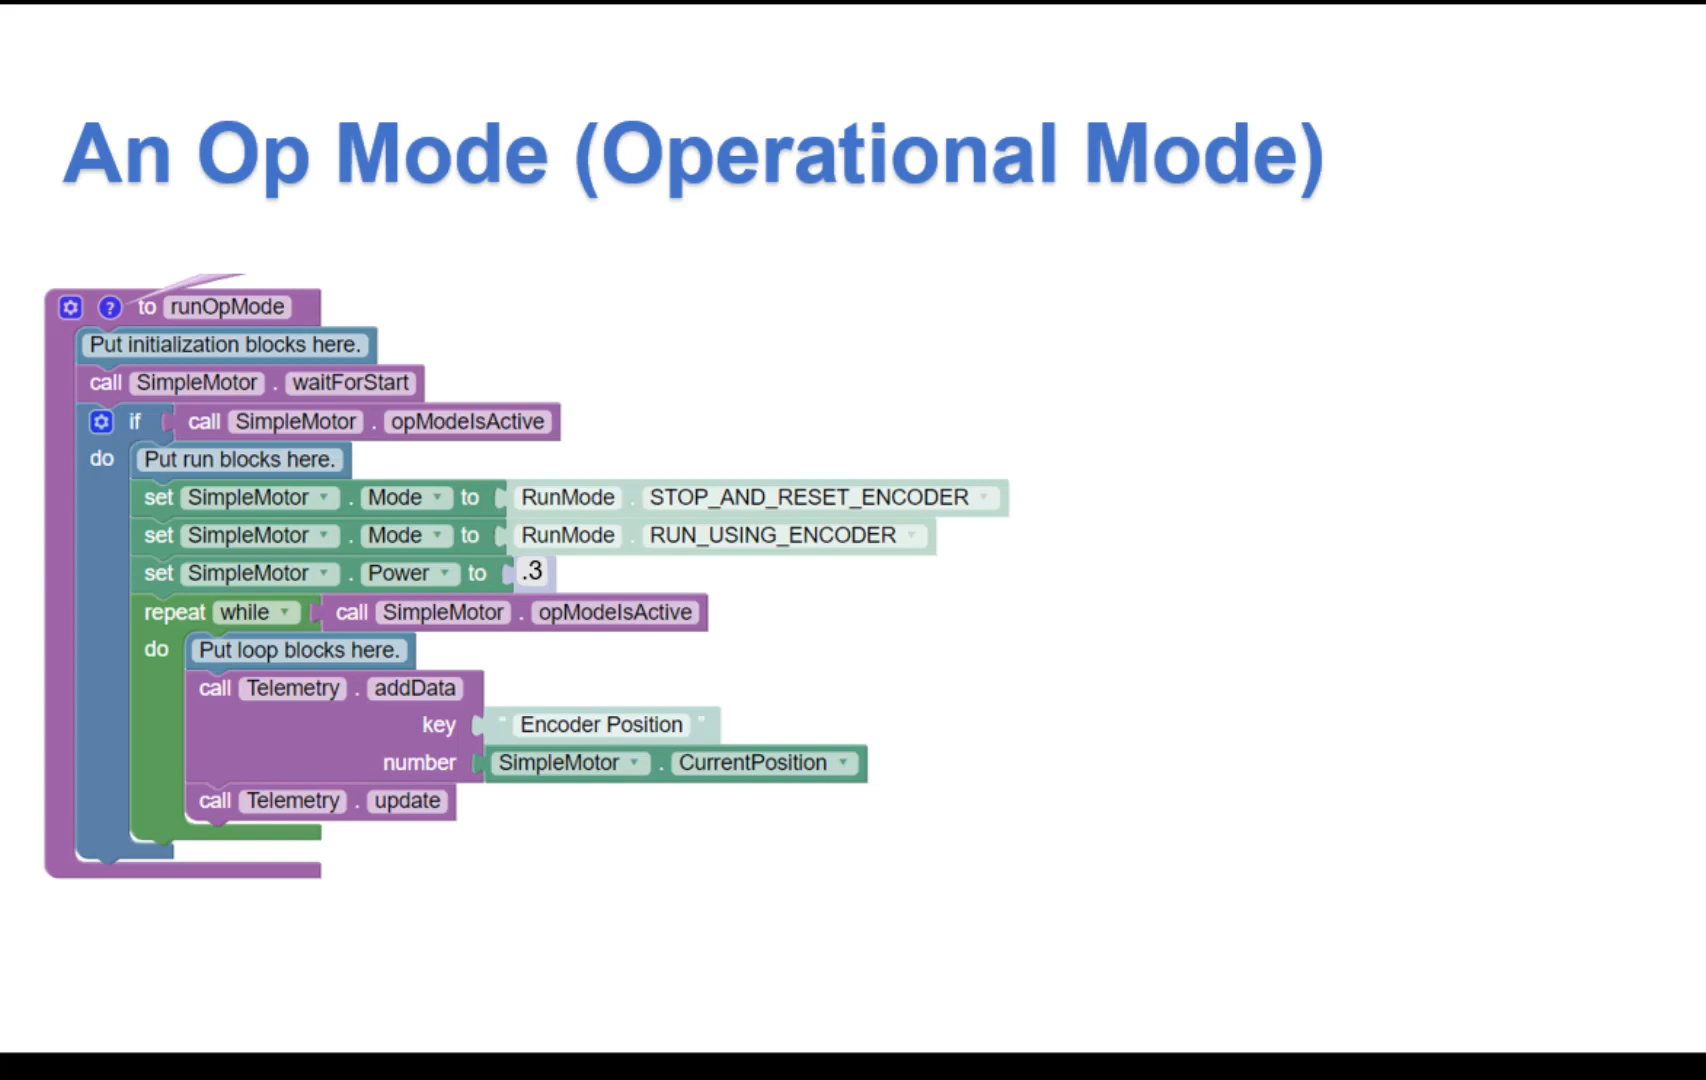 An Op Mode (Operational Mode)
? to runOpMode
Put initialization blocks here.
call SimpleMotor . waitForStart
if call SimpleMotor . opModeIsActive
do Put run blocks here.
set SimpleMotor . Mode to RunMode . STOP_AND_RESET_ENCODER
set SimpleMotor . Mode to RunMode . RUN_USING_ENCODER
set SimpleMotor . Power to .3
repeat while call SimpleMotor . opModeIsActive
do Put loop blocks here.
call Telemetry . addData
key " Encoder Position "
number SimpleMotor . CurrentPosition
call Telemetry . update